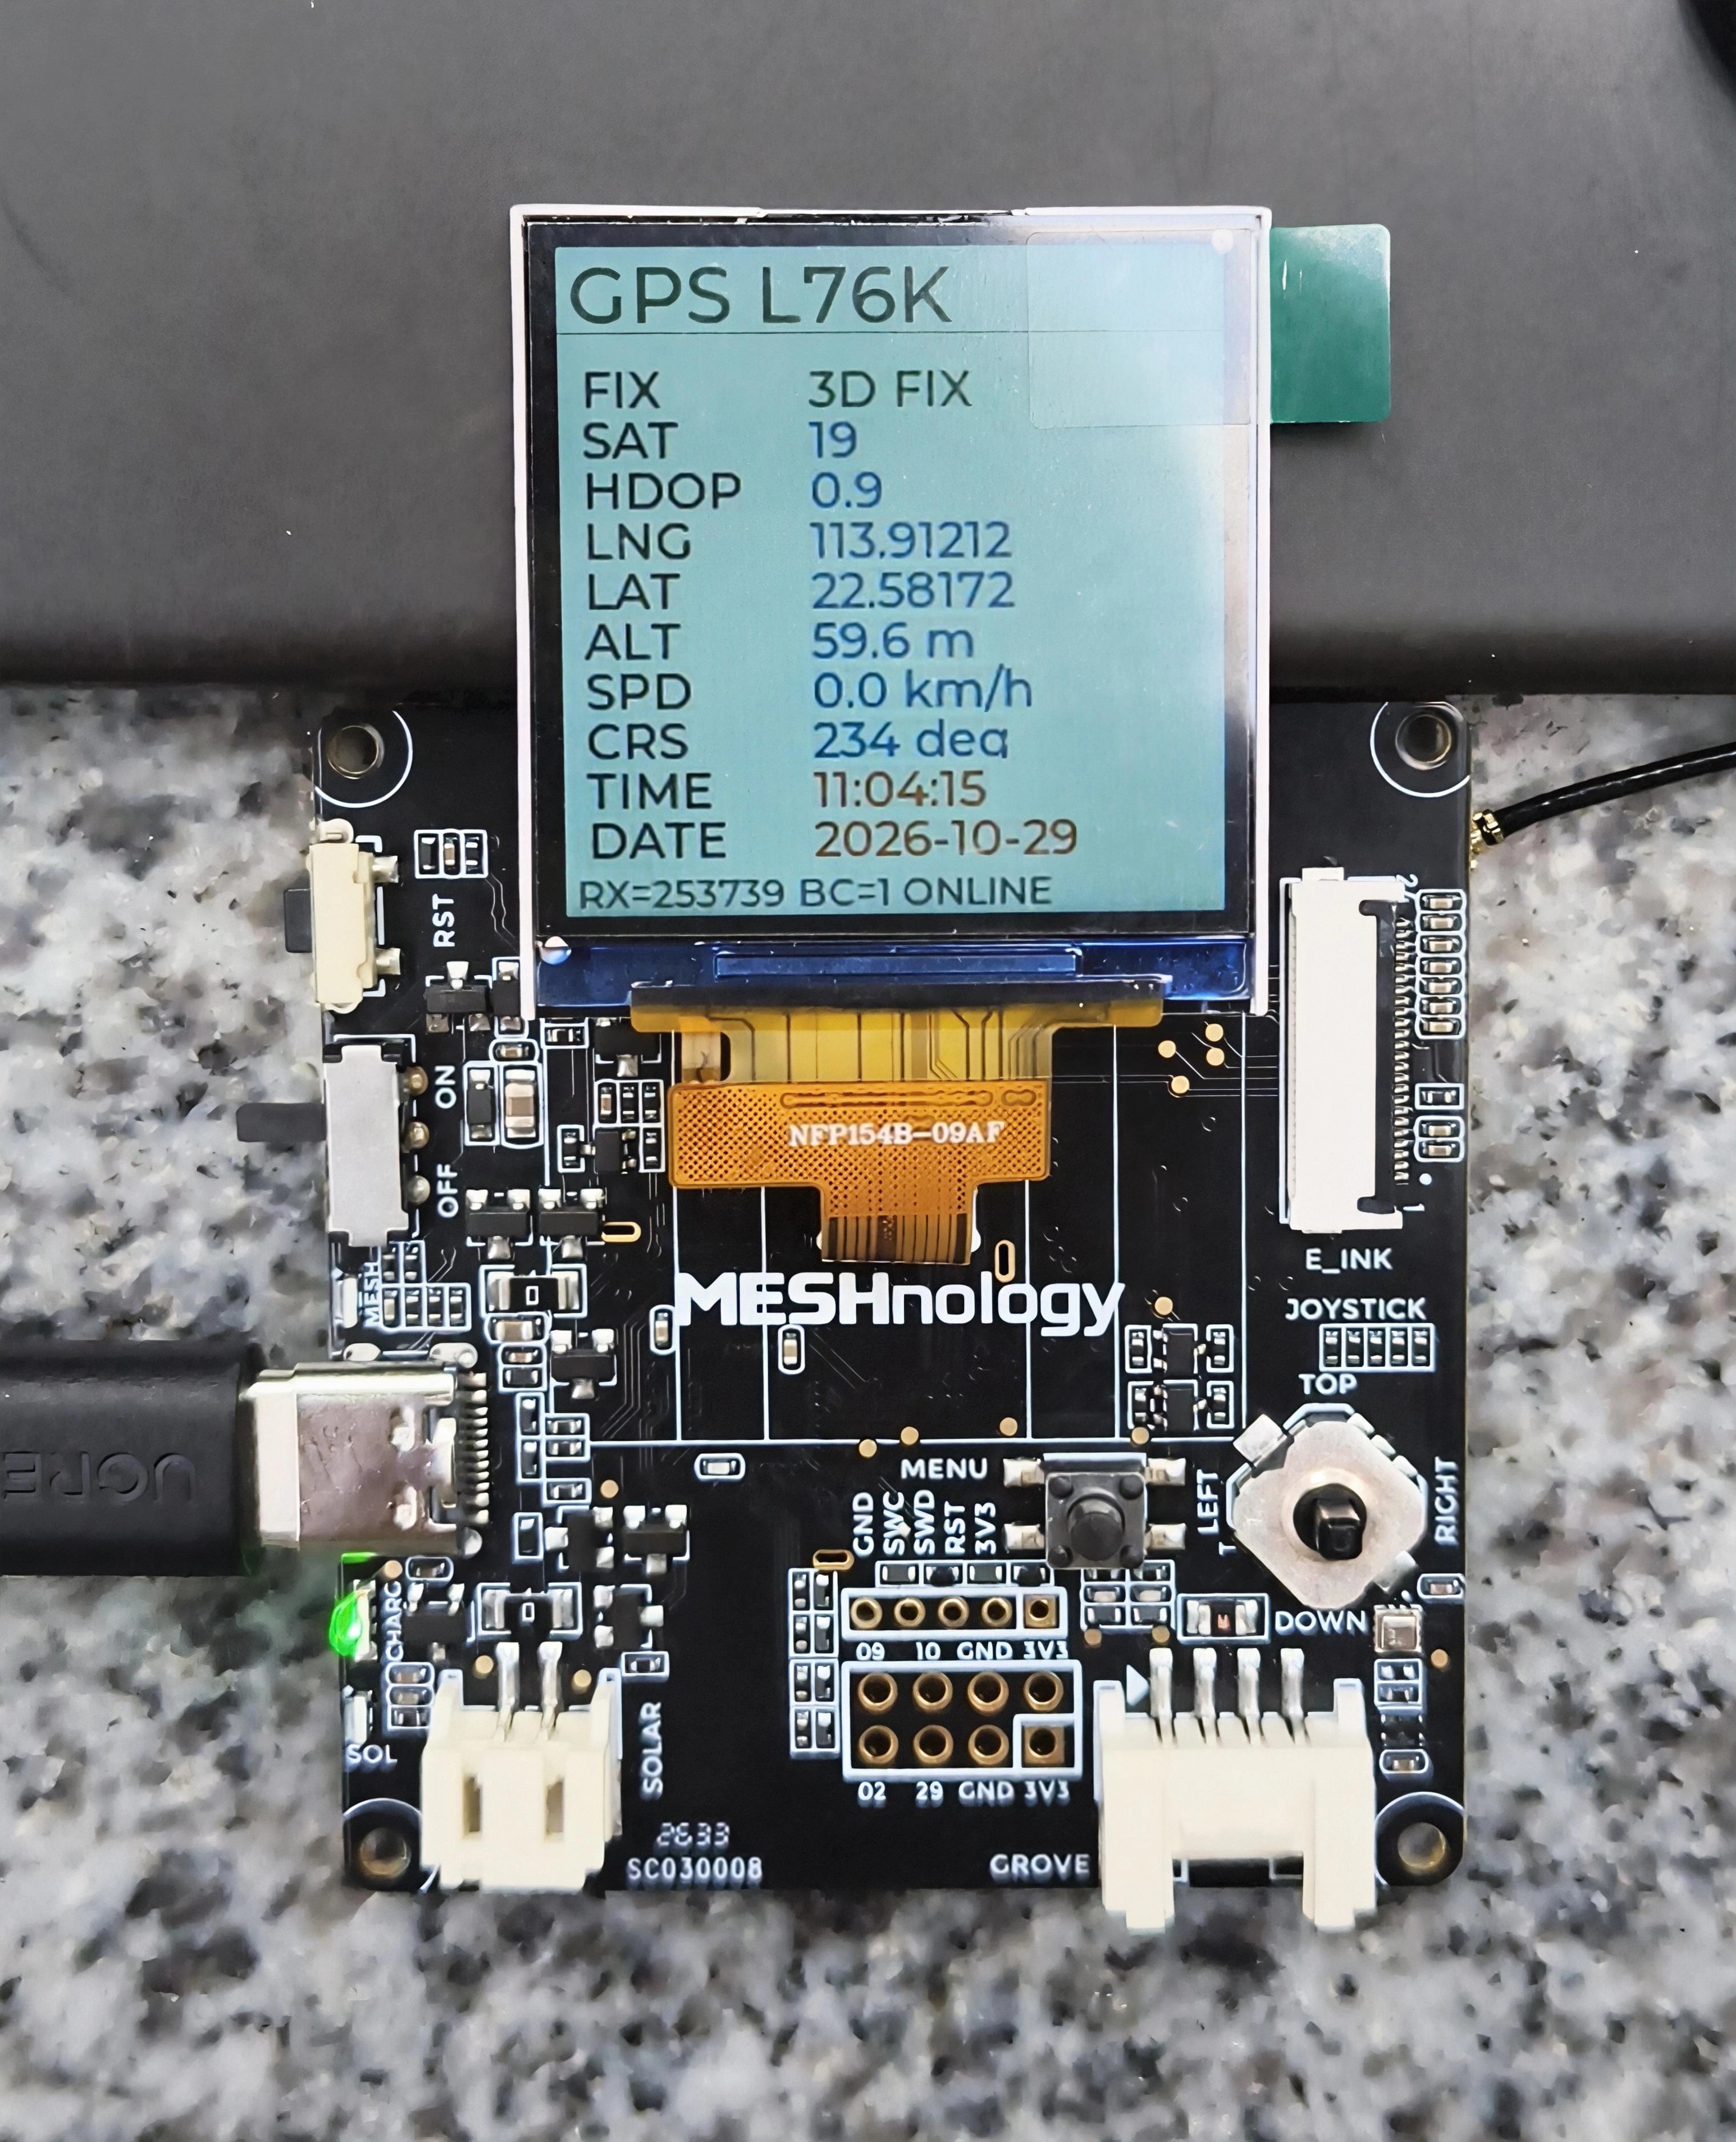 GPS L76K
FIX 3D FIX
SAT 19
HDOP 0.9
LNG 113.91212
LAT 22.58172
ALT 59.6 m
SPD 0.0 km/h
CRS 234 deg
TIME 11:04:15
DATE 2026-10-29
RX=253739 BC=1 ONLINE
RST
ON
OFF
NFP154B-09AF
1
E_INK
MESH
MESHnology
JOYSTICK
TOP
MENU
LEFT
RIGHT
GND
SWC
SWD
RST
3V3
CHARG
DOWN
09 10 GND 3V3
SOL
SOLAR
02 29 GND 3V3
2633
SC030008
GROVE